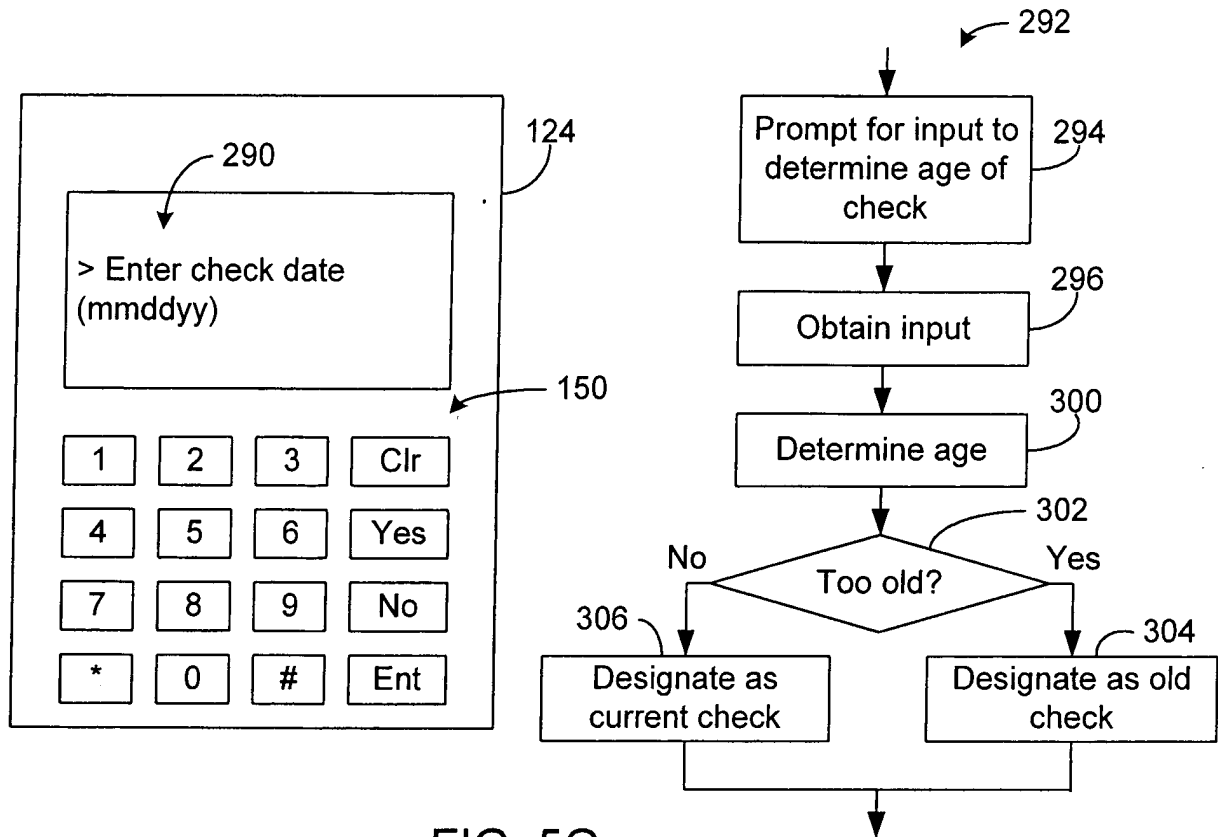 290
124
> Enter check date
(mmddyy)
150
1 2 3 Clr
4 5 6 Yes
7 8 9 No
* 0 # Ent
292
Prompt for input to
determine age of
check
294
Obtain input
296
Determine age
300
Too old?
302
No
Yes
306
Designate as
current check
304
Designate as old
check
FIG. 5C